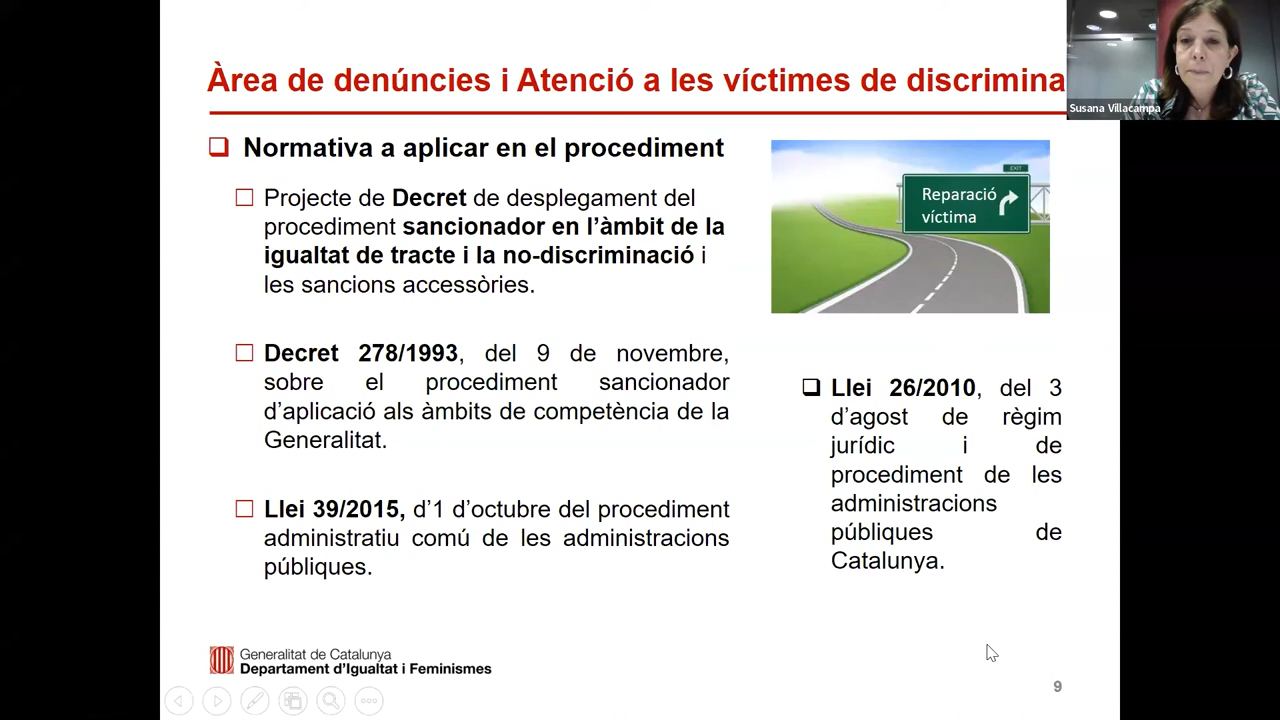 Àrea de denúncies i Atenció a les víctimes de discrimina
Susana Villacampa
Normativa a aplicar en el procediment
Projecte de Decret de desplegament del
procediment sancionador en l’àmbit de la
igualtat de tracte i la no-discriminació i
les sancions accessòries.
Decret 278/1993, del 9 de novembre,
sobre el procediment sancionador
d’aplicació als àmbits de competència de la
Generalitat.
Llei 39/2015, d’1 d’octubre del procediment
administratiu comú de les administracions
públiques.
EXIT
Reparació
víctima
Llei 26/2010, del 3
d’agost de règim
jurídic i de
procediment de les
administracions
públiques de
Catalunya.
Generalitat de Catalunya
Departament d’Igualtat i Feminismes
9